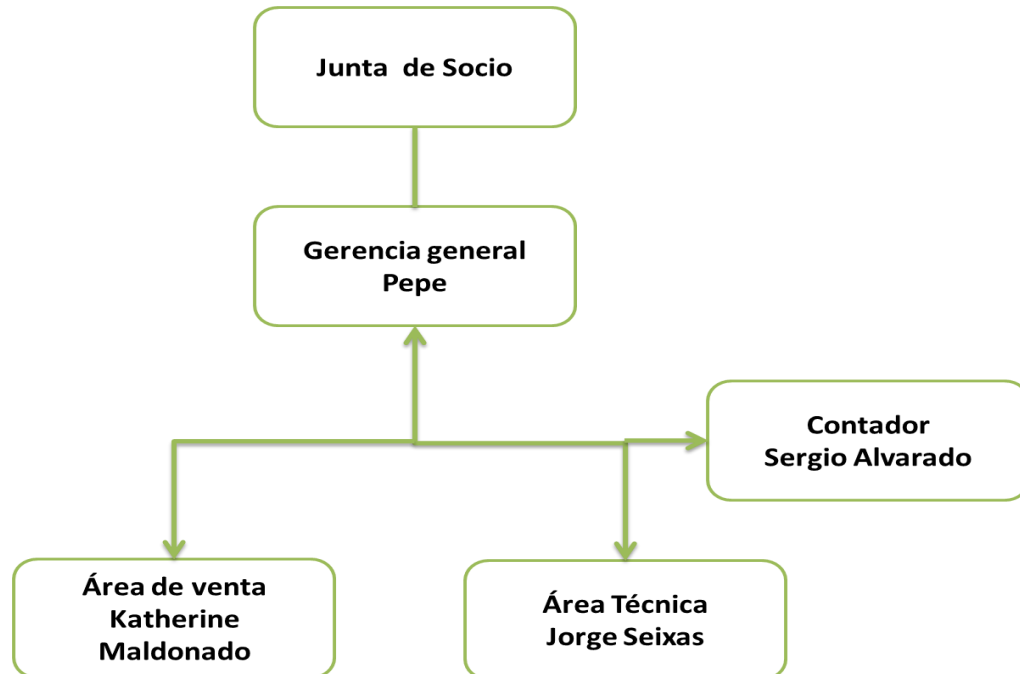 Junta de Socio
Gerencia general
Pepe
Contador
Sergio Alvarado
Área de venta
Katherine
Maldonado
Área Técnica
Jorge Seixas